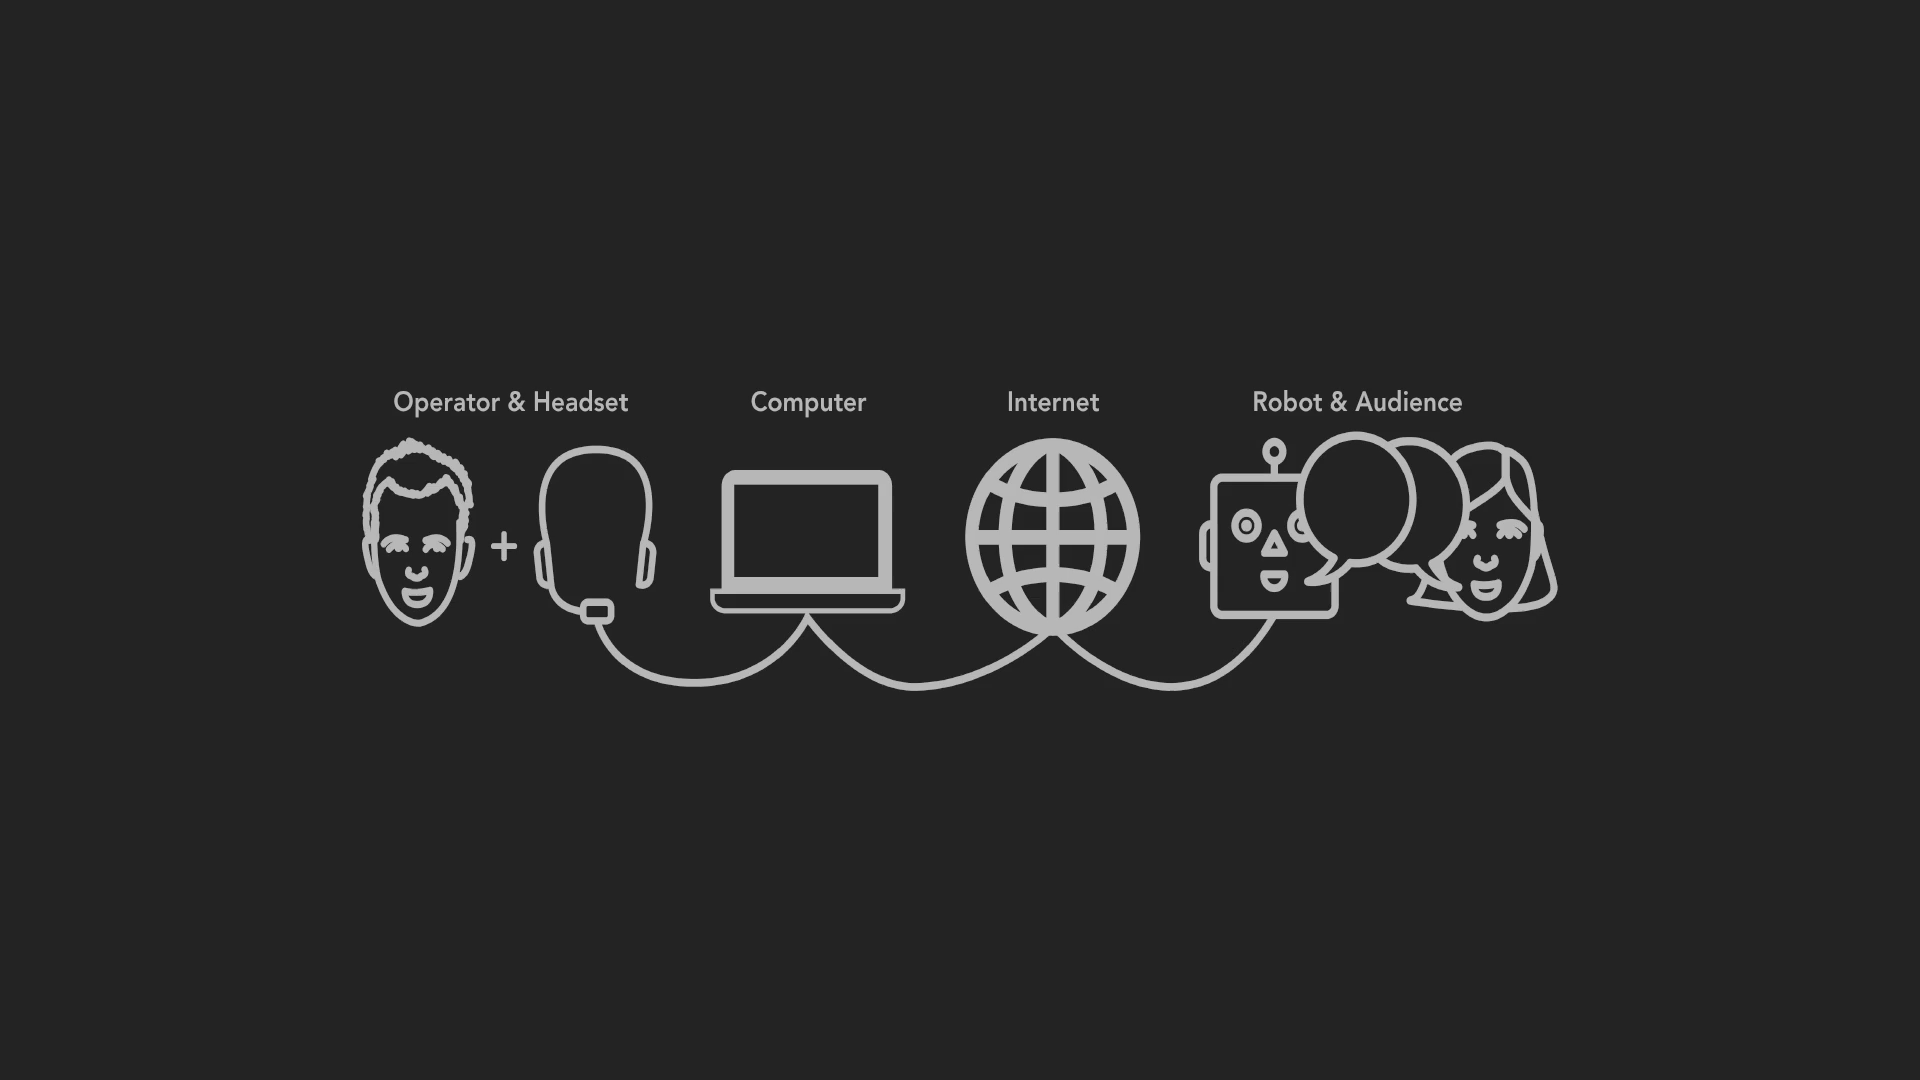 Operator & Headset
Computer
Internet
Robot & Audience